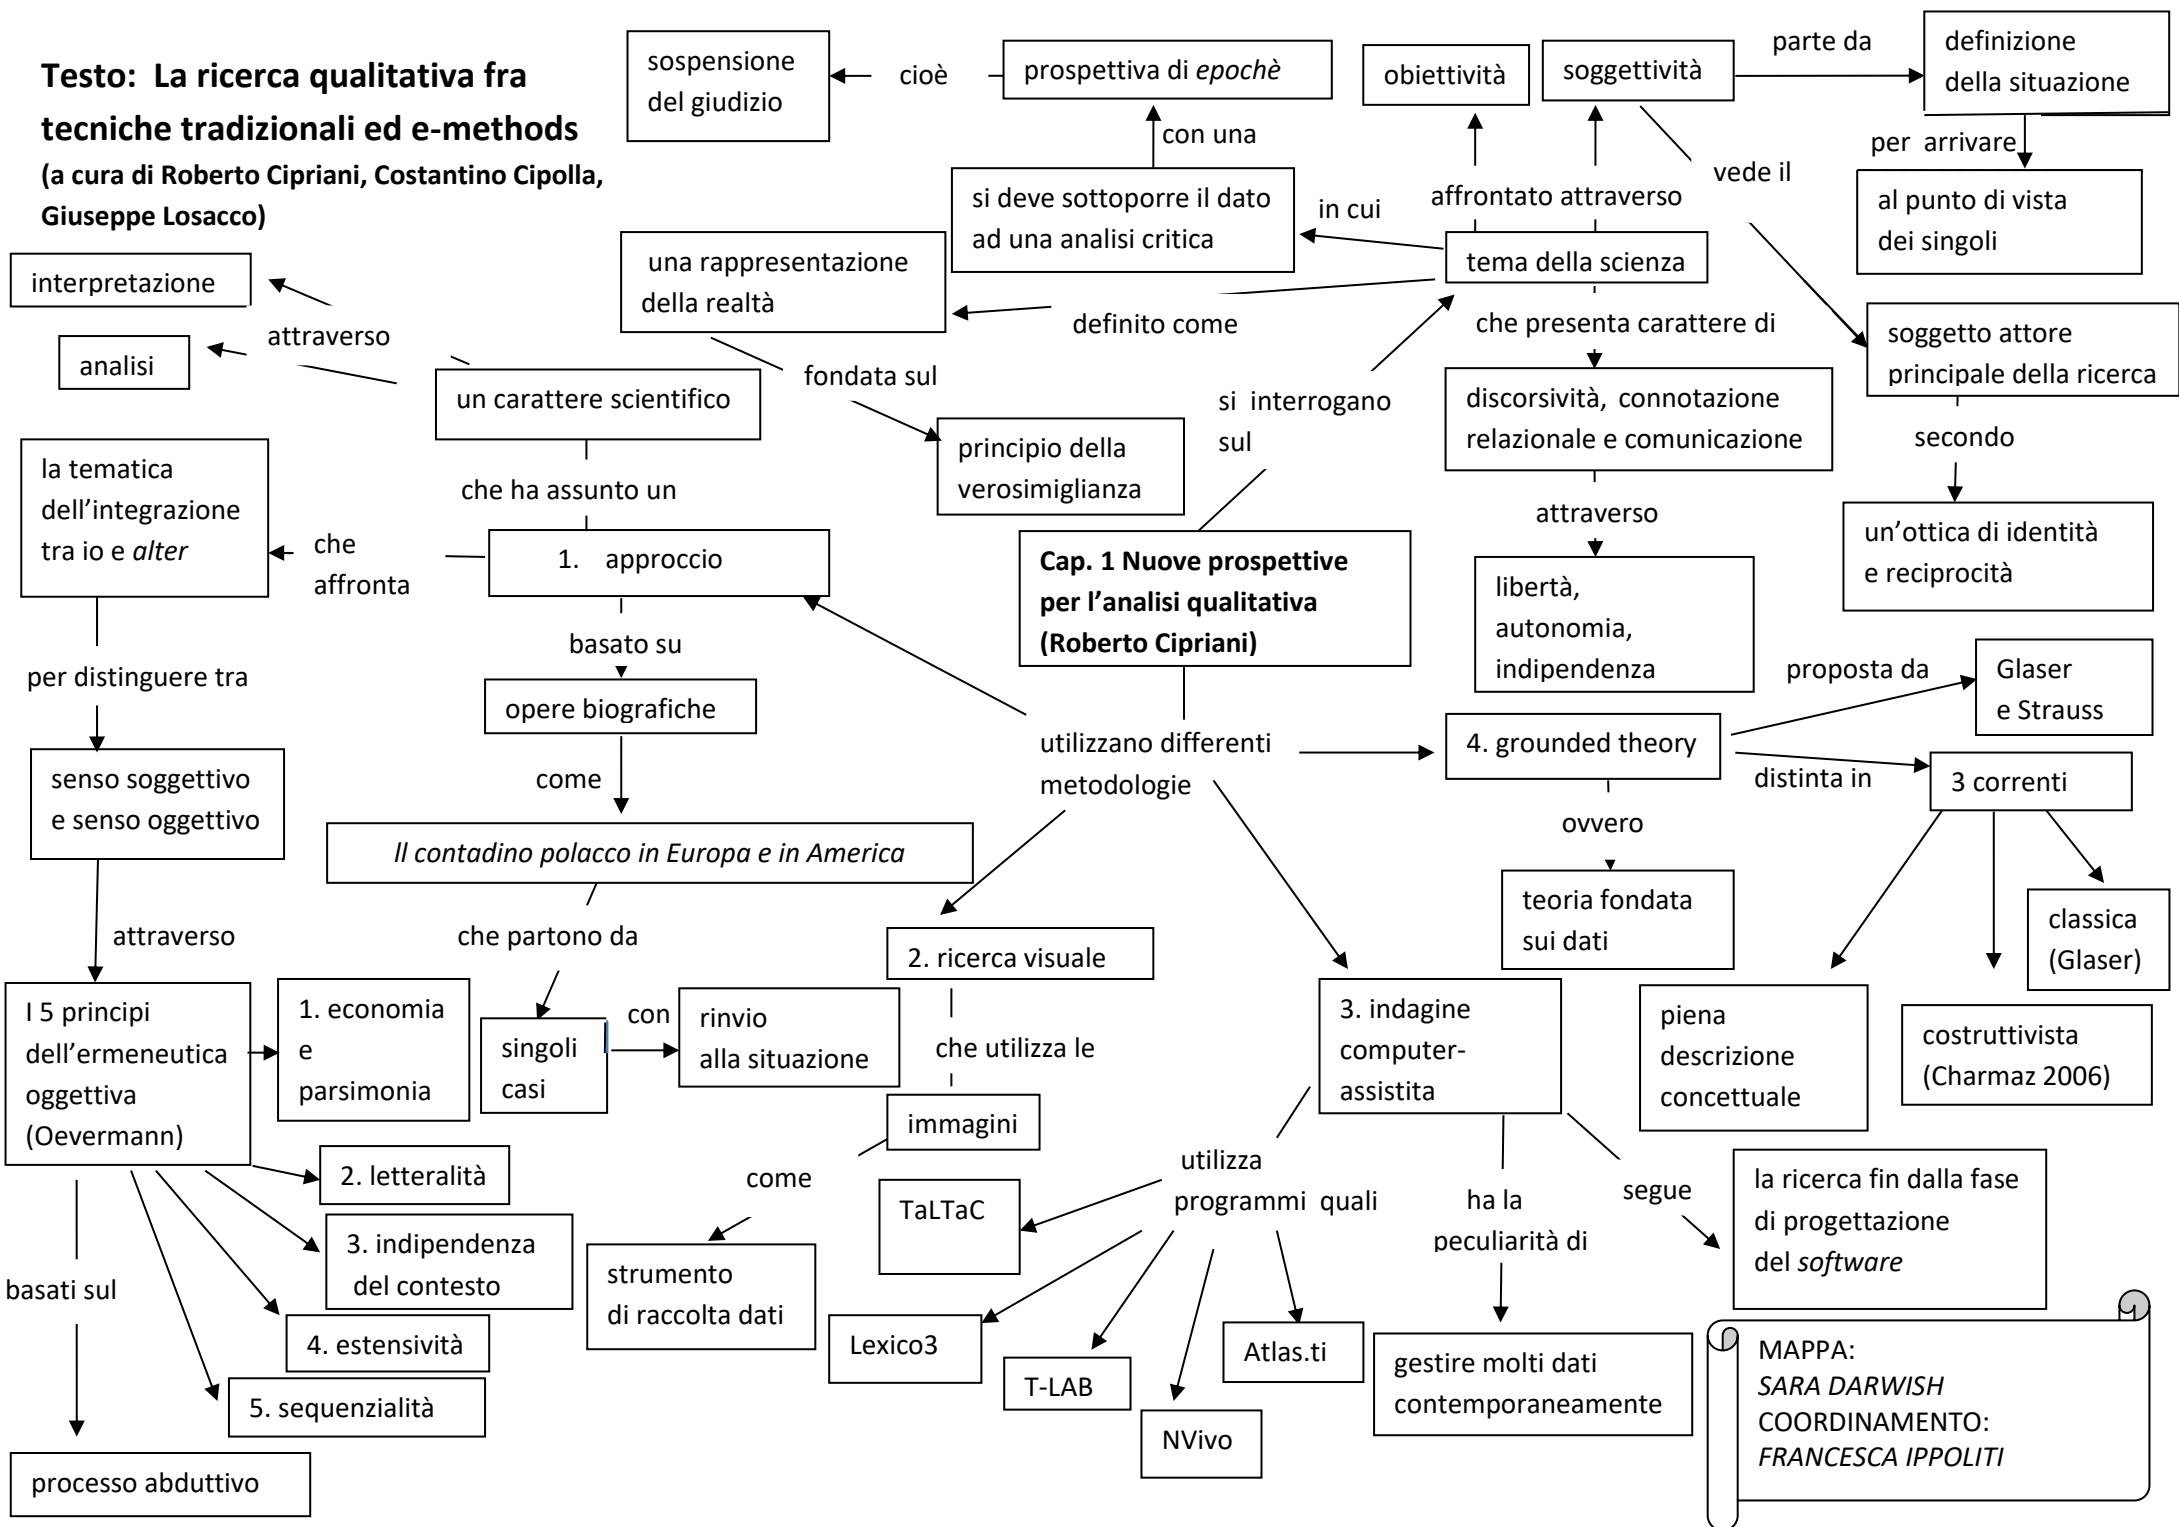 Testo: La ricerca qualitativa fra
tecniche tradizionali ed e-methods
(a cura di Roberto Cipriani, Costantino Cipolla,
Giuseppe Losacco)
sospensione
del giudizio
cioè
prospettiva di epochè
con una
si deve sottoporre il dato
ad una analisi critica
in cui
obiettività
soggettività
affrontato attraverso
tema della scienza
parte da
definizione
della situazione
per arrivare
al punto di vista
dei singoli
vede il
soggetto attore
principale della ricerca
secondo
un’ottica di identità
e reciprocità
una rappresentazione
della realtà
definito come
fondata sul
principio della
verosimiglianza
che presenta carattere di
discorsività, connotazione
relazionale e comunicazione
attraverso
libertà,
autonomia,
indipendenza
si interrogano
sul
Cap. 1 Nuove prospettive
per l’analisi qualitativa
(Roberto Cipriani)
utilizzano differenti
metodologie
interpretazione
analisi
attraverso
un carattere scientifico
che ha assunto un
1. approccio
che
affronta
la tematica
dell’integrazione
tra io e alter
per distinguere tra
senso soggettivo
e senso oggettivo
attraverso
I 5 principi
dell’ermeneutica
oggettiva
(Oevermann)
1. economia
e
parsimonia
2. letteralità
3. indipendenza
del contesto
4. estensività
5. sequenzialità
basati sul
processo abduttivo
basato su
opere biografiche
come
Il contadino polacco in Europa e in America
che partono da
singoli
casi
con
rinvio
alla situazione
2. ricerca visuale
che utilizza le
immagini
come
strumento
di raccolta dati
3. indagine
computer-
assistita
utilizza
programmi quali
TaLTaC
Lexico3
T-LAB
NVivo
Atlas.ti
ha la
peculiarità di
gestire molti dati
contemporaneamente
segue
la ricerca fin dalla fase
di progettazione
del software
4. grounded theory
proposta da
Glaser
e Strauss
distinta in
3 correnti
ovvero
teoria fondata
sui dati
piena
descrizione
concettuale
costruttivista
(Charmaz 2006)
classica
(Glaser)
MAPPA:
SARA DARWISH
COORDINAMENTO:
FRANCESCA IPPOLITI